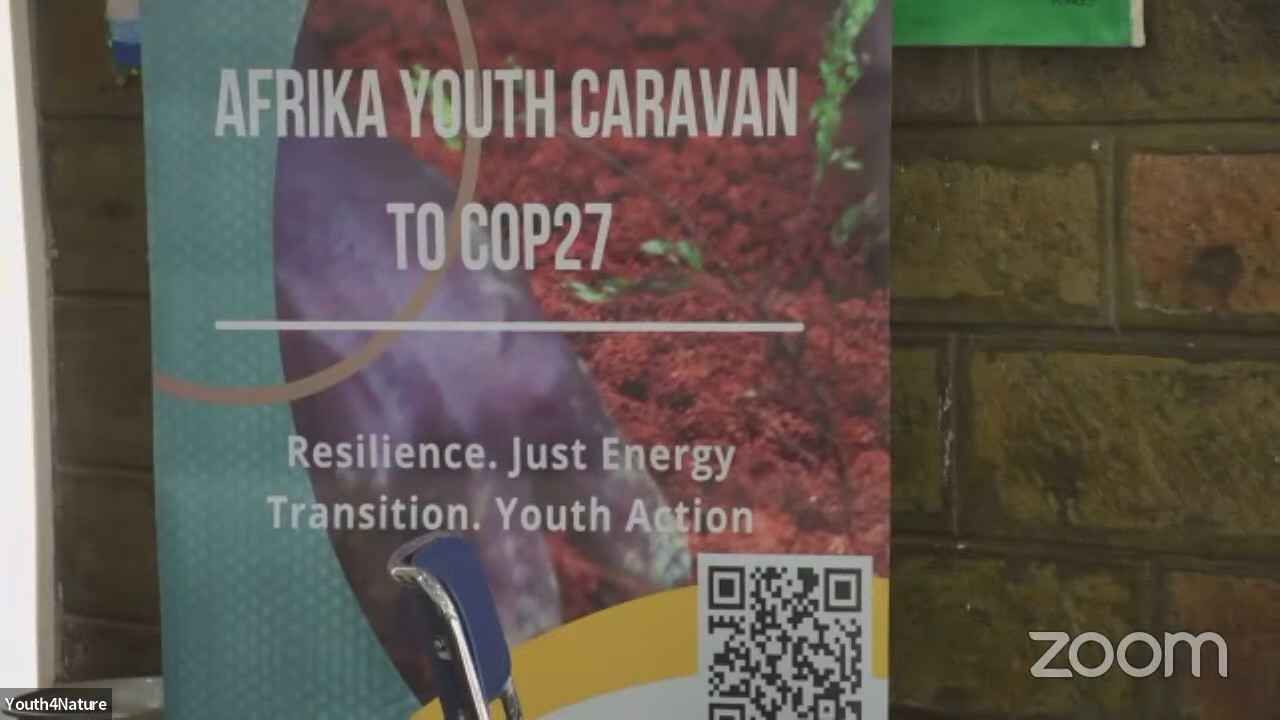 AFRIKA YOUTH CARAVAN
TO COP27
Resilience. Just Energy
Transition. Youth Action
zoom
Youth4Nature